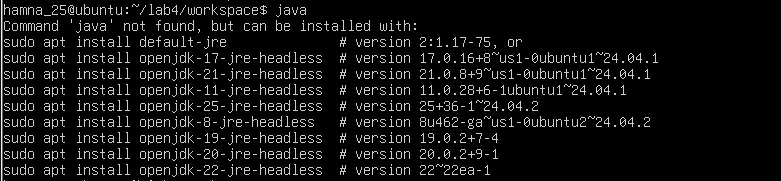 hamna_25@ubuntu:~/lab4/workspace$ java
Command 'java' not found, but can be installed with:
sudo apt install default-jre              # version 2:1.17-75, or
sudo apt install openjdk-17-jre-headless  # version 17.0.16+8~us1-0ubuntu1~24.04.1
sudo apt install openjdk-21-jre-headless  # version 21.0.8+9~us1-0ubuntu1~24.04.1
sudo apt install openjdk-11-jre-headless  # version 11.0.28+6-1ubuntu1~24.04.1
sudo apt install openjdk-25-jre-headless  # version 25+36-1~24.04.2
sudo apt install openjdk-8-jre-headless   # version 8u462-ga~us1-0ubuntu2~24.04.2
sudo apt install openjdk-19-jre-headless  # version 19.0.2+7-4
sudo apt install openjdk-20-jre-headless  # version 20.0.2+9-1
sudo apt install openjdk-22-jre-headless  # version 22~22ea-1